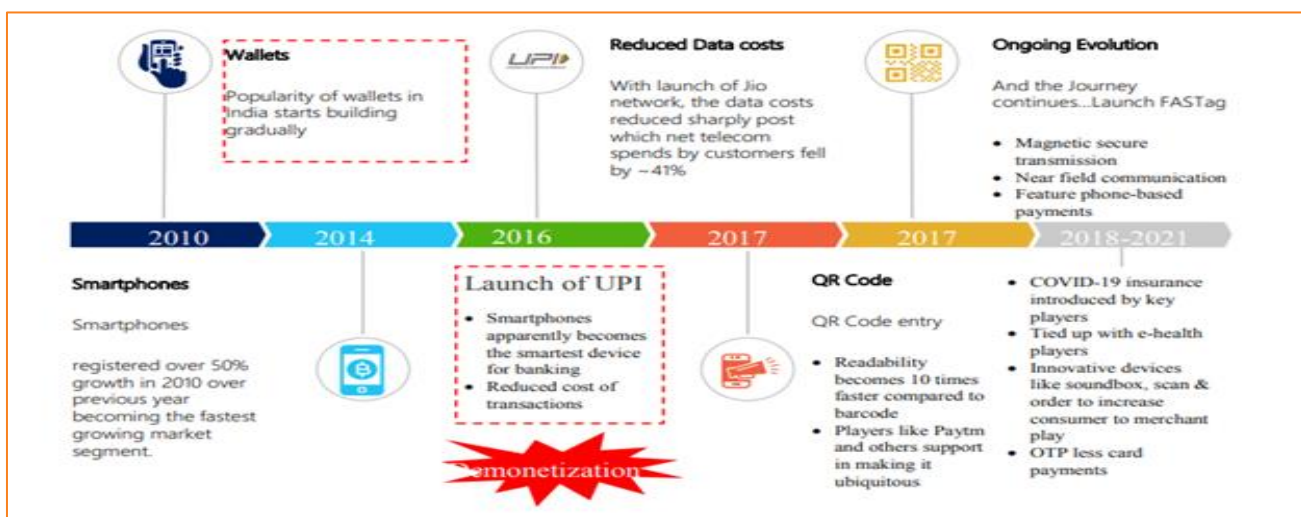 Wallets
Popularity of wallets in
India starts building
gradually
UPI
Reduced Data costs
With launch of Jio
network, the data costs
reduced sharply post
which net telecom
spends by customers fell
by ~41%
Ongoing Evolution
And the Journey
continues...Launch FASTag
• Magnetic secure
transmission
• Near field communication
• Feature phone-based
payments
2010
2014
2016
2017
2017
2018-2021
Smartphones
Smartphones
registered over 50%
growth in 2010 over
previous year
becoming the fastest
growing market
segment.
Launch of UPI
• Smartphones
apparently becomes
the smartest device
for banking
• Reduced cost of
transactions
Demonetization
QR Code
QR Code entry
• Readability
becomes 10 times
faster compared to
barcode
• Players like Paytm
and others support
in making it
ubiquitous
• COVID-19 insurance
introduced by key
players
• Tied up with e-health
players
• Innovative devices
like soundbox, scan &
order to increase
consumer to merchant
play
• OTP less card
payments